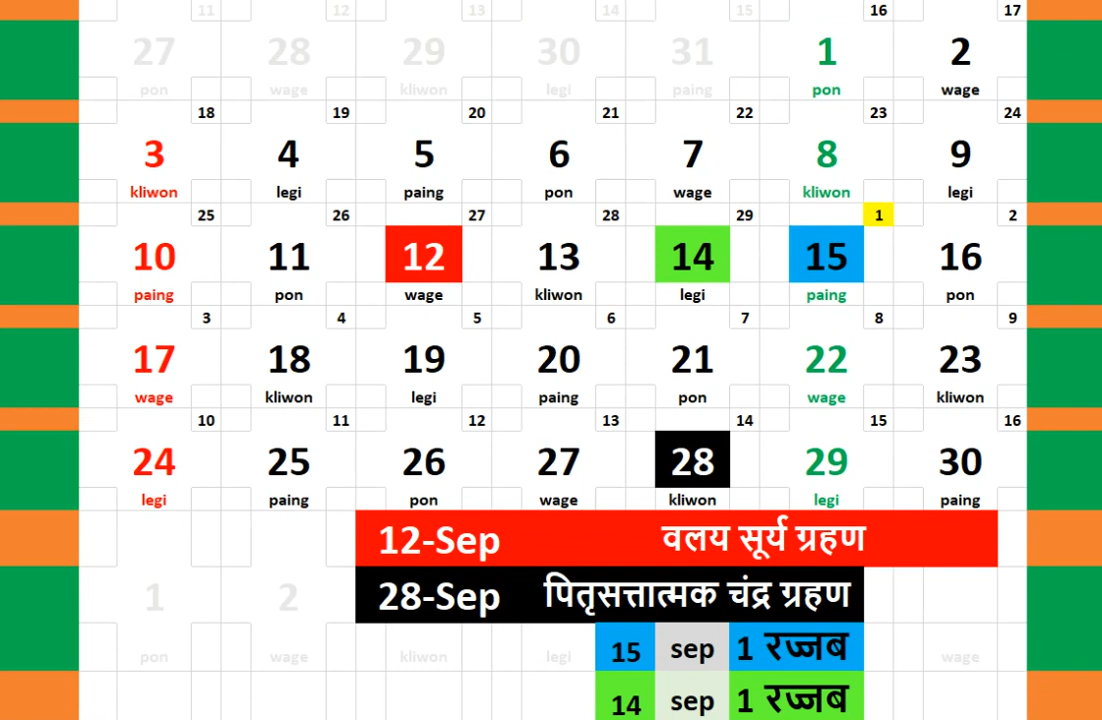 11 12 13 14 15 16 17
27 28 29 30 31 1 2
pon wage kliwon legi paing pon wage
18 19 20 21 22 23 24
3 4 5 6 7 8 9
kliwon legi paing pon wage kliwon legi
25 26 27 28 29 1 2
10 11 12 13 14 15 16
paing pon wage kliwon legi paing pon
3 4 5 6 7 8 9
17 18 19 20 21 22 23
wage kliwon legi paing pon wage kliwon
10 11 12 13 14 15 16
24 25 26 27 28 29 30
legi paing pon wage kliwon legi paing
12-Sep वलय सूर्य ग्रहण
1 2 28-Sep पितृसत्तात्मक चंद्र ग्रहण
pon wage kliwon legi 15 sep 1 रज्जब wage
14 sep 1 रज्जब